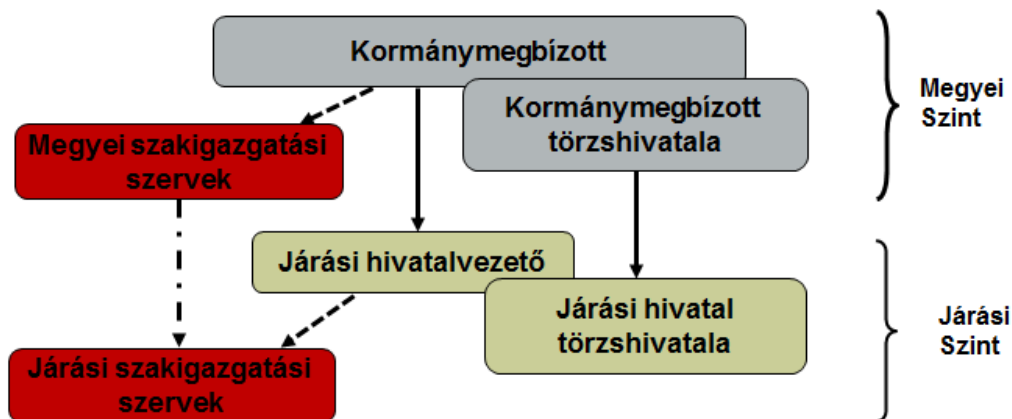 Kormánymegbízott
Kormánymegbízott
törzshivatala
Megyei
Szint
Megyei szakigazgatási
szervek
Járási hivatalvezető
Járási hivatal
törzshivatala
Járási
Szint
Járási szakigazgatási
szervek